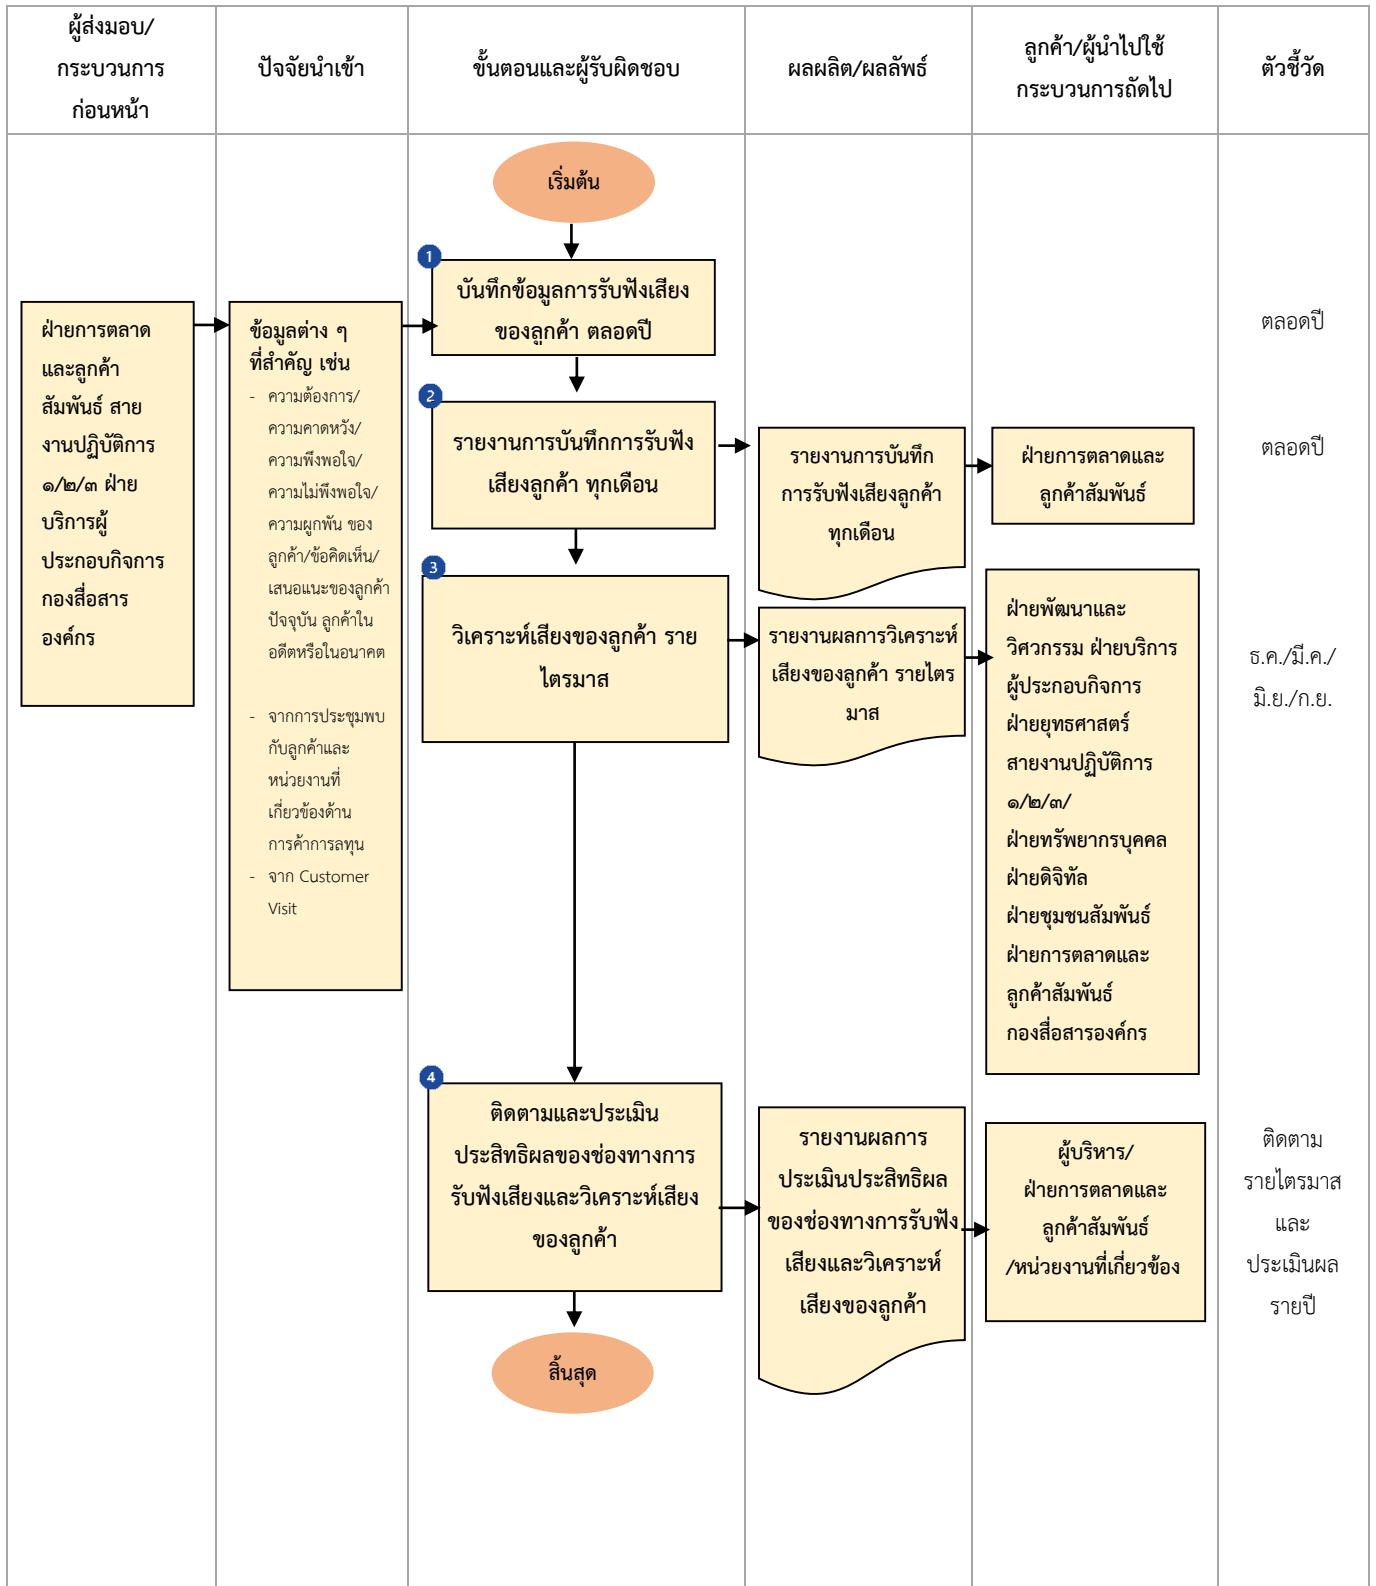 ผู้ส่งมอบ/
กระบวนการ
ก่อนหน้า
ปัจจัยนำเข้า
ขั้นตอนและผู้รับผิดชอบ
ผลผลิต/ผลลัพธ์
ลูกค้า/ผู้นำไปใช้
กระบวนการถัดไป
ตัวชี้วัด
เริ่มต้น
ฝ่ายการตลาด
และลูกค้า
สัมพันธ์ สาย
งานปฏิบัติการ
๑/๒/๓ ฝ่าย
บริการผู้
ประกอบกิจการ
กองสื่อสาร
องค์กร
ข้อมูลต่าง ๆ
ที่สำคัญ เช่น
- ความต้องการ/
ความคาดหวัง/
ความพึงพอใจ/
ความไม่พึงพอใจ/
ความผูกพัน ของ
ลูกค้า/ข้อคิดเห็น/
เสนอแนะของลูกค้า
ปัจจุบัน ลูกค้าใน
อดีตหรือในอนาคต
- จากการประชุมพบ
กับลูกค้าและ
หน่วยงานที่
เกี่ยวข้องด้าน
การค้าการลงทุน
- จาก Customer
Visit
1
บันทึกข้อมูลการรับฟังเสียง
ของลูกค้า ตลอดปี
ตลอดปี
2
รายงานการบันทึกการรับฟัง
เสียงลูกค้า ทุกเดือน
รายงานการบันทึก
การรับฟังเสียงลูกค้า
ทุกเดือน
ฝ่ายการตลาดและ
ลูกค้าสัมพันธ์
ตลอดปี
3
วิเคราะห์เสียงของลูกค้า ราย
ไตรมาส
รายงานผลการวิเคราะห์
เสียงของลูกค้า รายไตร
มาส
ฝ่ายพัฒนาและ
วิศวกรรม ฝ่ายบริการ
ผู้ประกอบกิจการ
ฝ่ายยุทธศาสตร์
สายงานปฏิบัติการ
๑/๒/๓/
ฝ่ายทรัพยากรบุคคล
ฝ่ายดิจิทัล
ฝ่ายชุมชนสัมพันธ์
ฝ่ายการตลาดและ
ลูกค้าสัมพันธ์
กองสื่อสารองค์กร
ธ.ค./มี.ค./
มิ.ย./ก.ย.
4
ติดตามและประเมิน
ประสิทธิผลของช่องทางการ
รับฟังเสียงและวิเคราะห์เสียง
ของลูกค้า
รายงานผลการ
ประเมินประสิทธิผล
ของช่องทางการรับฟัง
เสียงและวิเคราะห์
เสียงของลูกค้า
ผู้บริหาร/
ฝ่ายการตลาดและ
ลูกค้าสัมพันธ์
/หน่วยงานที่เกี่ยวข้อง
ติดตาม
รายไตรมาส
และ
ประเมินผล
รายปี
สิ้นสุด